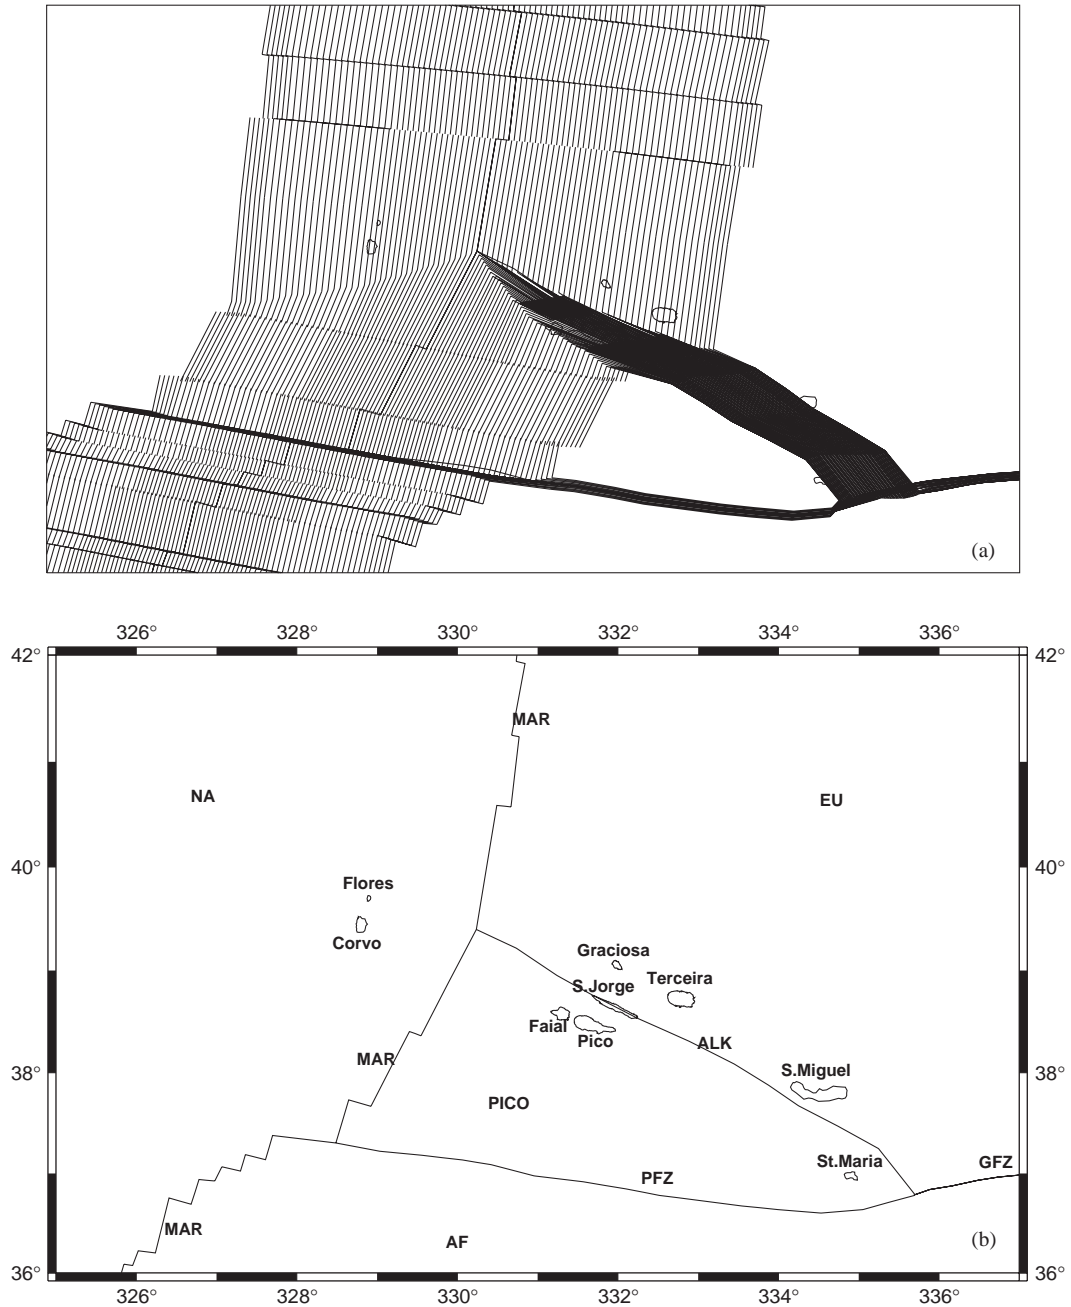 (a)
326° 328° 330° 332° 334° 336°
42° 42°
MAR
NA EU
40° 40°
Flores
Corvo
Graciosa
Terceira
S.Jorge
Faial
Pico
ALK
MAR
S.Miguel
38° 38°
PICO
St.Maria
GFZ
PFZ
MAR
AF
(b)
36° 36°
326° 328° 330° 332° 334° 336°